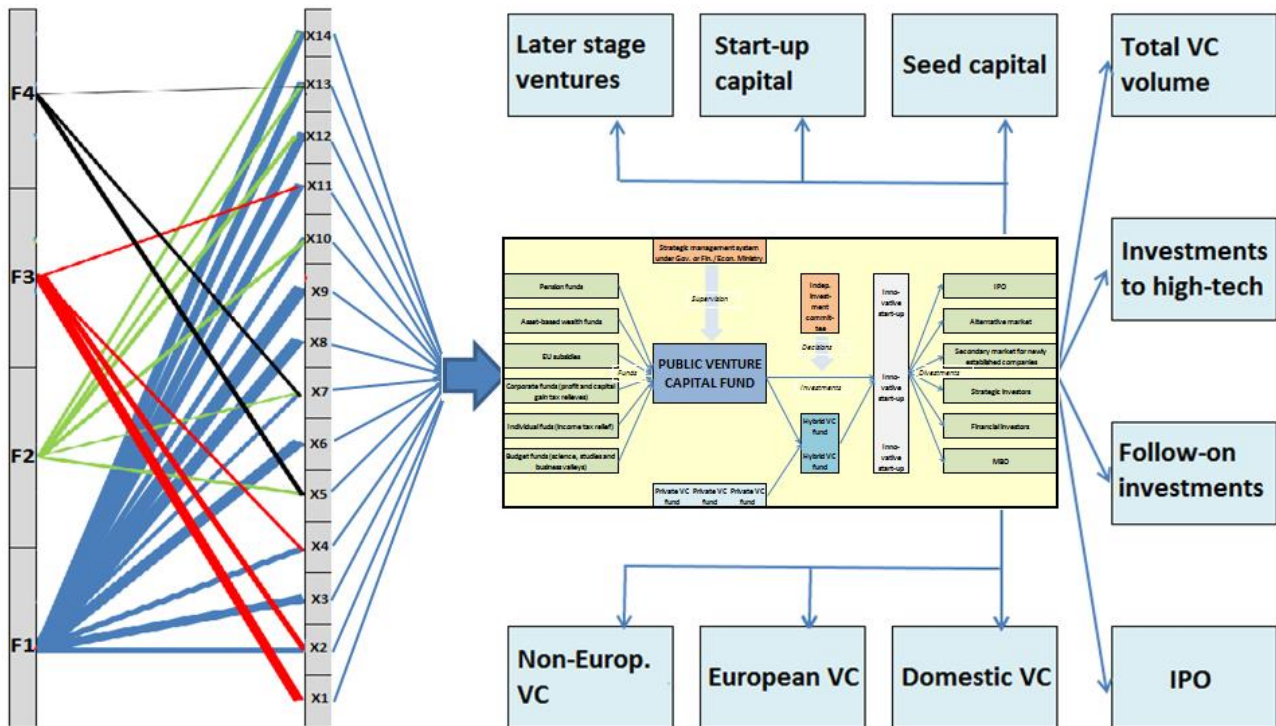 F4
F3
F2
F1
X14
X13
X12
X11
X10
X9
X8
X7
X6
X5
X4
X3
X2
X1
Later stage
ventures
Start-up
capital
Seed capital
Total VC
volume
Investments
to high-tech
Follow-on
investments
IPO
Strategic management system
under Gov. or Fin./Econ. Ministry
Supervision
Pension funds
Asset-based wealth funds
EU subsidies
Corporate funds (profit and capital
gain tax relieves)
Individual fuds (income tax relief)
Budget funds (science, studies and
business valleys)
Funds
PUBLIC VENTURE
CAPITAL FUND
Private VC
fund
Private VC
fund
Private VC
fund
Indep.
invest-
ment
commit-
tee
Decisions
Investments
Hybrid VC
fund
Hybrid VC
fund
Inno-
vative
start-up
Inno-
vative
start-up
Inno-
vative
start-up
Divestments
IPO
Alternative market
Secondary market for newly
established companies
Strategic investors
Financial investors
MBO
Non-Europ.
VC
European VC
Domestic VC